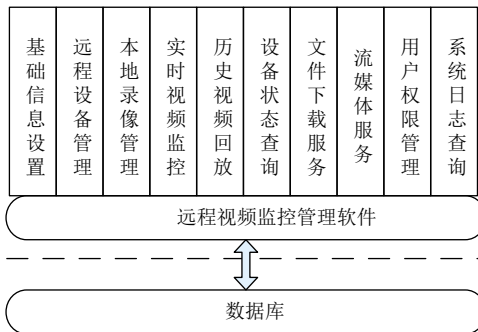 基础信息设置
远程设备管理
本地录像管理
实时视频监控
历史视频回放
设备状态查询
文件下载服务
流媒体服务
用户权限管理
系统日志查询
远程视频监控管理软件
数据库